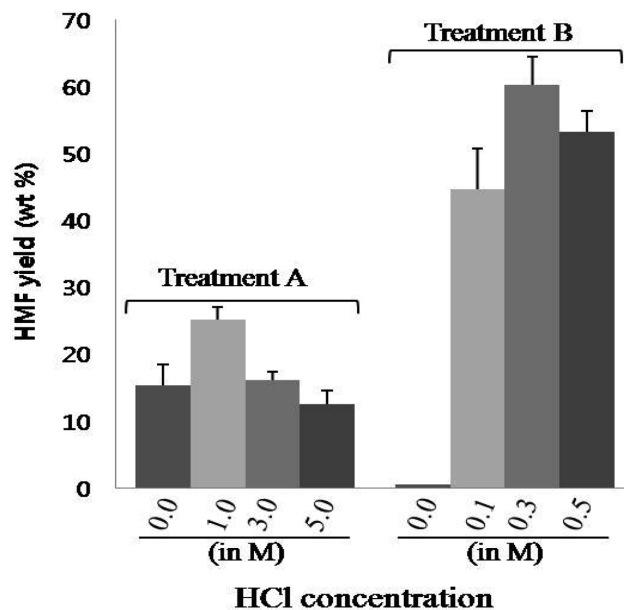 HMF yield (wt %)
70
60
50
40
30
20
10
0
Treatment A
Treatment B
0.0 1.0 3.0 5.0
0.0 0.1 0.3 0.5
(in M)
(in M)
HCl concentration